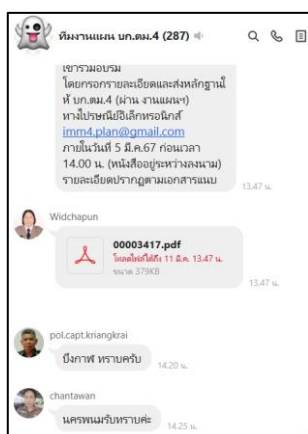 ทีมงานแผน บก.ตม.4 (287)
เข้าร่วมอบรม
โดยกรอกรายละเอียดและส่งหลักฐานใ
ห้ บก.ตม.4 (ผ่าน งานแผนฯ)
ทางไปรษณีย์อิเล็กทรอนิกส์
imm4.plan@gmail.com
ภายในวันที่ 5 มี.ค.67 ก่อนเวลา
14.00 น. (หนังสืออยู่ระหว่างลงนาม)
รายละเอียดปรากฏตามเอกสารแนบ
13.47 น.
Widchapun
00003417.pdf
โหลดไฟล์ได้ถึง 11 มี.ค. 13.47 น.
ขนาด 379KB
13.47 น.
pol.capt.kriangkrai
บึงกาฬ ทราบครับ
14.20 น.
chantawan
นครพนมรับทราบค่ะ
14.25 น.